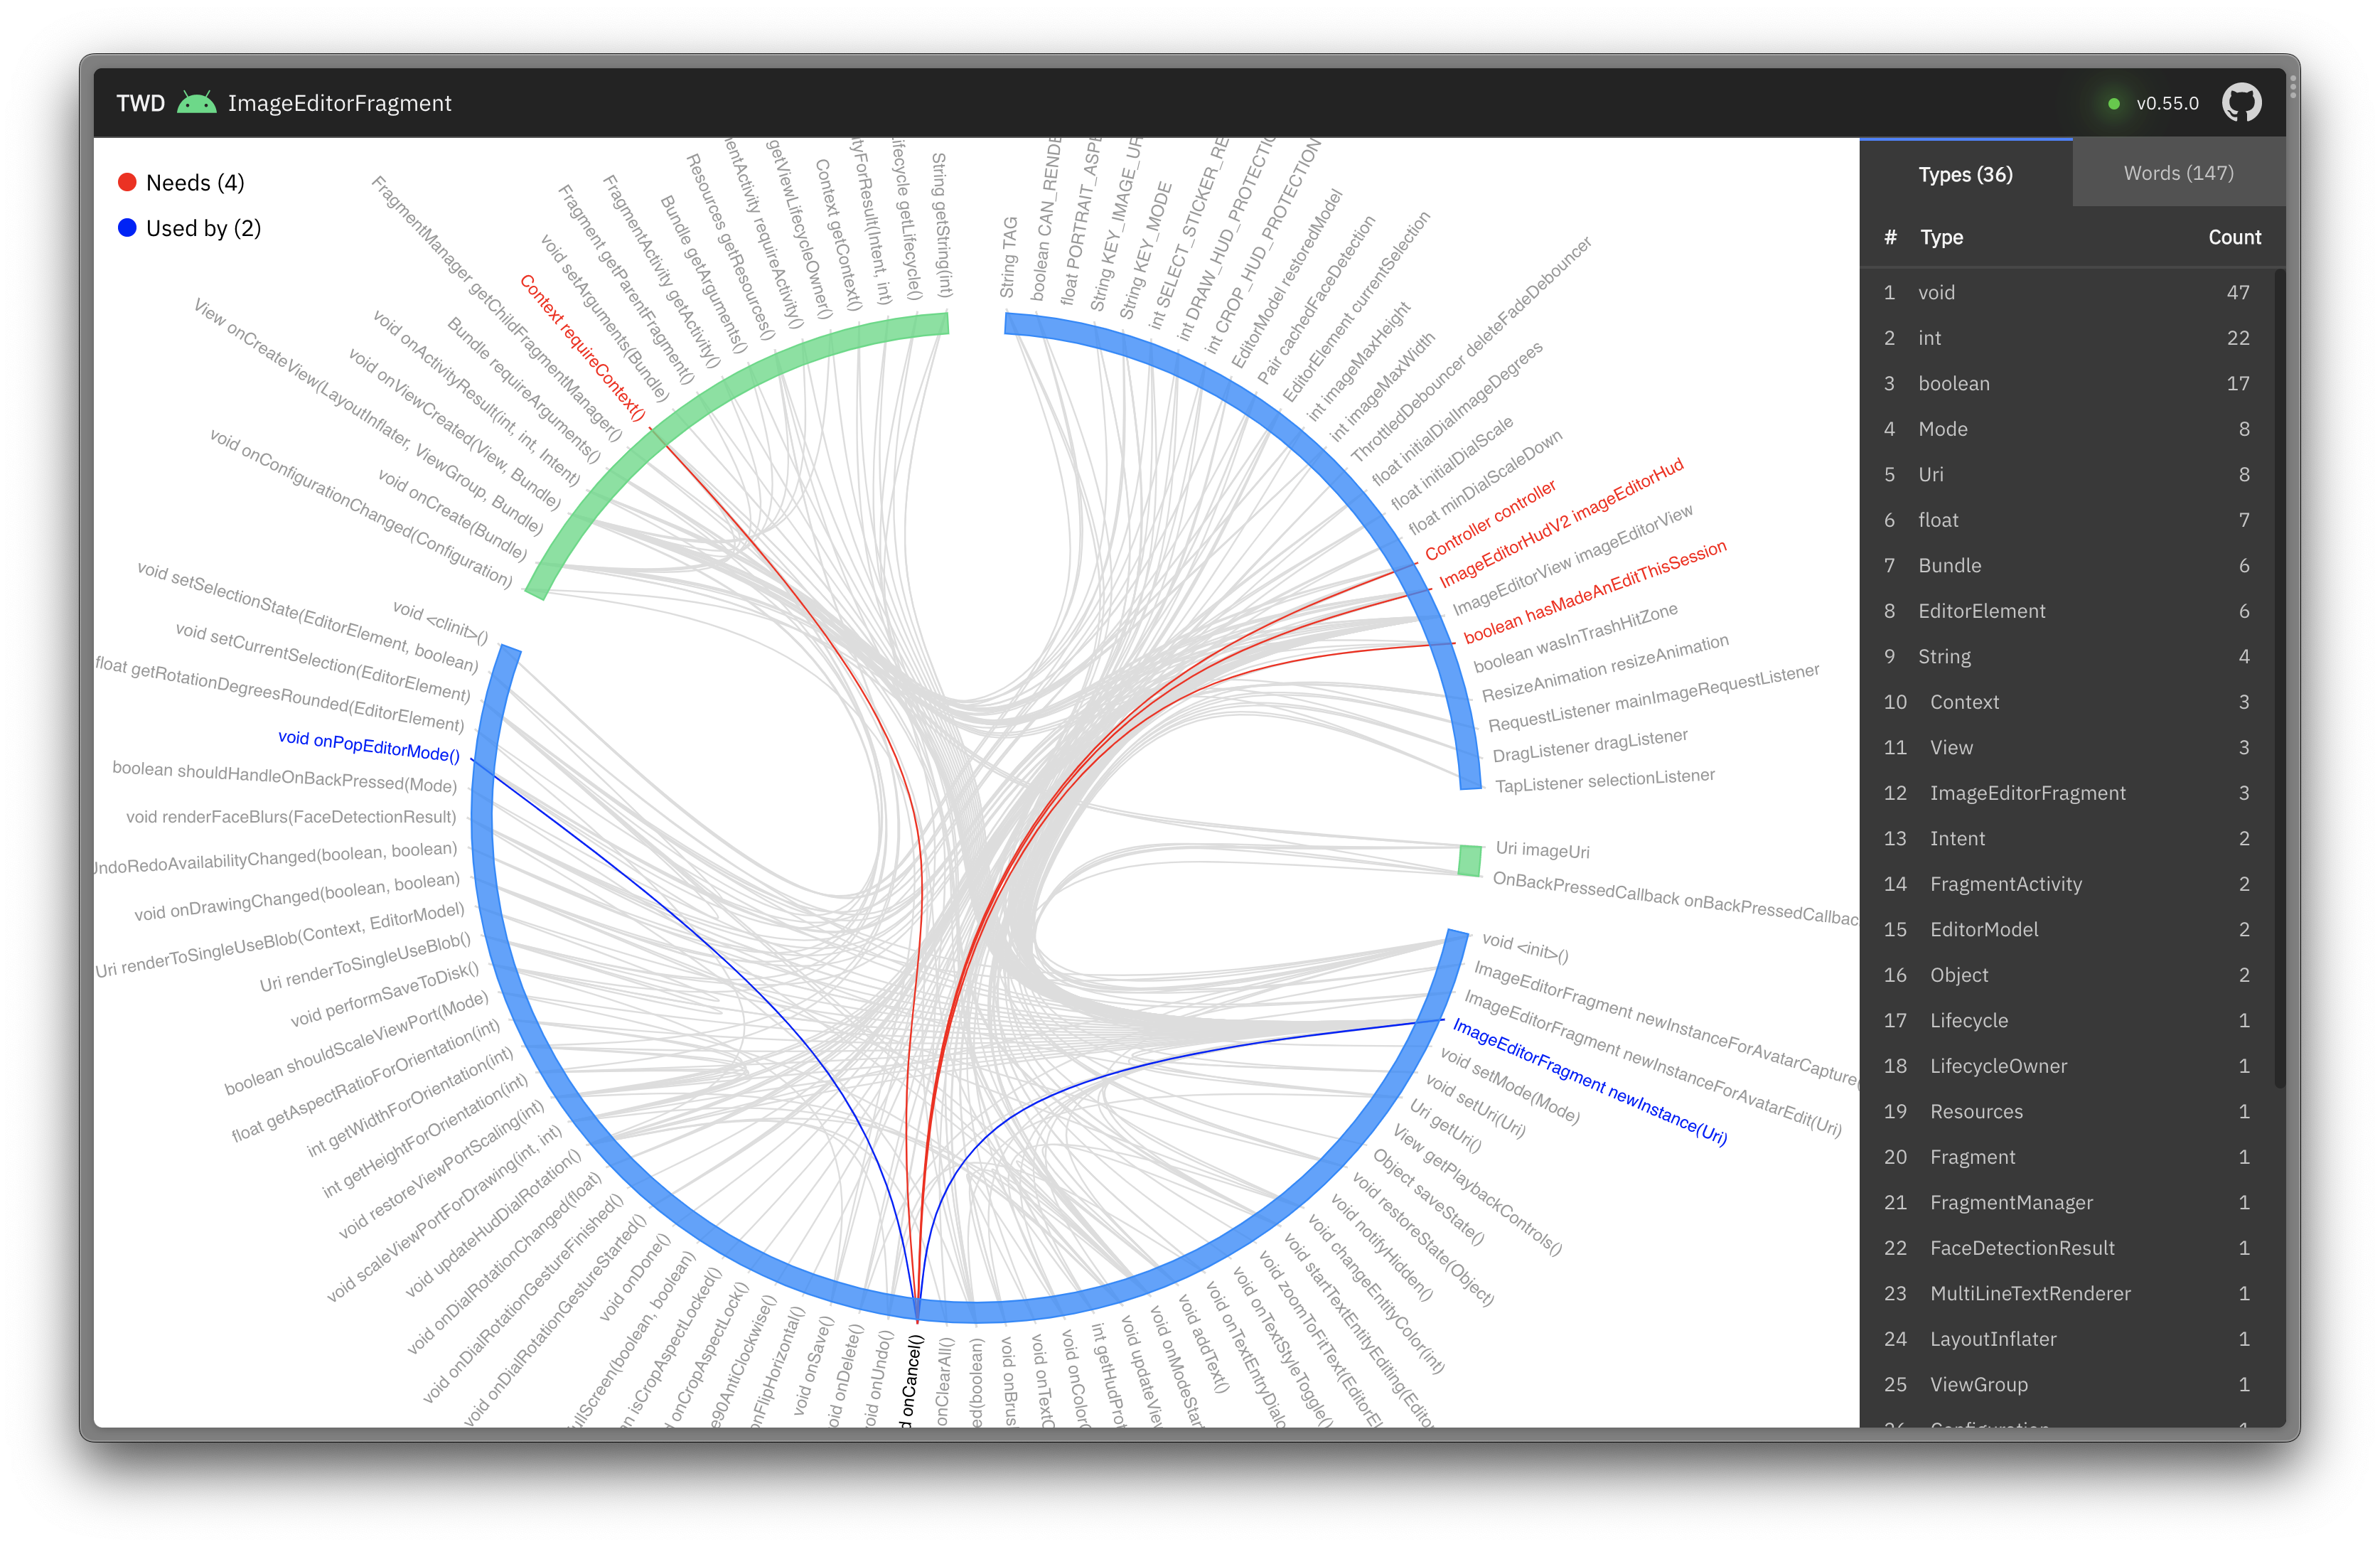 TWD ImageEditorFragment
v0.55.0
Needs (4)
Used by (2)
String TAG
boolean CAN_RENDE
float PORTRAIT_ASPE
String KEY_IMAGE_UR
String KEY_MODE
int SELECT_STICKER_RE
int DRAW_HUD_PROTECTIO
int CROP_HUD_PROTECTION
EditorModel restoredModel
Pair cachedFaceDetection
EditorElement currentSelection
int imageMaxHeight
int imageMaxWidth
ThrottledDebouncer deleteFadeDebouncer
float initialDialImageDegrees
float initialDialScale
float minDialScaleDown
Controller controller
ImageEditorHudV2 imageEditorHud
ImageEditorView imageEditorView
boolean hasMadeAnEditThisSession
boolean wasInTrashHitZone
ResizeAnimation resizeAnimation
RequestListener mainImageRequestListener
DragListener dragListener
TapListener selectionListener
Uri imageUri
OnBackPressedCallback onBackPressedCallbac
void <init>()
ImageEditorFragment newInstanceForAvatarCapture(
ImageEditorFragment newInstanceForAvatarEdit(Uri)
ImageEditorFragment newInstance(Uri)
void setMode(Mode)
void setUri(Uri)
Uri getUri()
View getPlaybackControls()
Object saveState()
void restoreState(Object)
void notifyHidden()
void changeEntityColor(int)
void startTextEntityEditing(Editor
void zoomToFitText(EditorEl
void onTextStyleToggle()
void onTextEntryDialo
void addText()
void onModeStar
void updateView
int getHudProt
void onColorC
void onTextC
void onBrus
ed(boolean)
onClearAll()
d onCancel()
oid onUndo()
oid onDelete()
void onSave()
onFlipHorizontal()
e90AntiClockwise()
d onCropAspectLock()
an isCropAspectLocked()
ullScreen(boolean, boolean)
void onDone()
void onDialRotationGestureStarted()
void onDialRotationGestureFinished()
void onDialRotationChanged(float)
void updateHudDialRotation()
void scaleViewPortForDrawing(int, int)
void restoreViewPortScaling(int)
int getHeightForOrientation(int)
int getWidthForOrientation(int)
float getAspectRatioForOrientation(int)
boolean shouldScaleViewPort(Mode)
void performSaveToDisk()
Uri renderToSingleUseBlob()
Uri renderToSingleUseBlob(Context, EditorModel)
void onDrawingChanged(boolean, boolean)
UndoRedoAvailabilityChanged(boolean, boolean)
void renderFaceBlurs(FaceDetectionResult)
boolean shouldHandleOnBackPressed(Mode)
void onPopEditorMode()
float getRotationDegreesRounded(EditorElement)
void setCurrentSelection(EditorElement)
void setSelectionState(EditorElement, boolean)
void <clinit>()
void onConfigurationChanged(Configuration)
void onCreate(Bundle)
View onCreateView(LayoutInflater, ViewGroup, Bundle)
void onViewCreated(View, Bundle)
void onActivityResult(int, int, Intent)
Bundle requireArguments()
FragmentManager getChildFragmentManager()
Context requireContext()
void setArguments(Bundle)
Fragment getParentFragment()
FragmentActivity getActivity()
Bundle getArguments()
Resources getResources()
mentActivity requireActivity()
getViewLifecycleOwner()
Context getContext()
ityForResult(Intent, int)
ifecycle getLifecycle()
String getString(int)
Types (36)
Words (147)
# Type Count
1 void 47
2 int 22
3 boolean 17
4 Mode 8
5 Uri 8
6 float 7
7 Bundle 6
8 EditorElement 6
9 String 4
10 Context 3
11 View 3
12 ImageEditorFragment 3
13 Intent 2
14 FragmentActivity 2
15 EditorModel 2
16 Object 2
17 Lifecycle 1
18 LifecycleOwner 1
19 Resources 1
20 Fragment 1
21 FragmentManager 1
22 FaceDetectionResult 1
23 MultiLineTextRenderer 1
24 LayoutInflater 1
25 ViewGroup 1